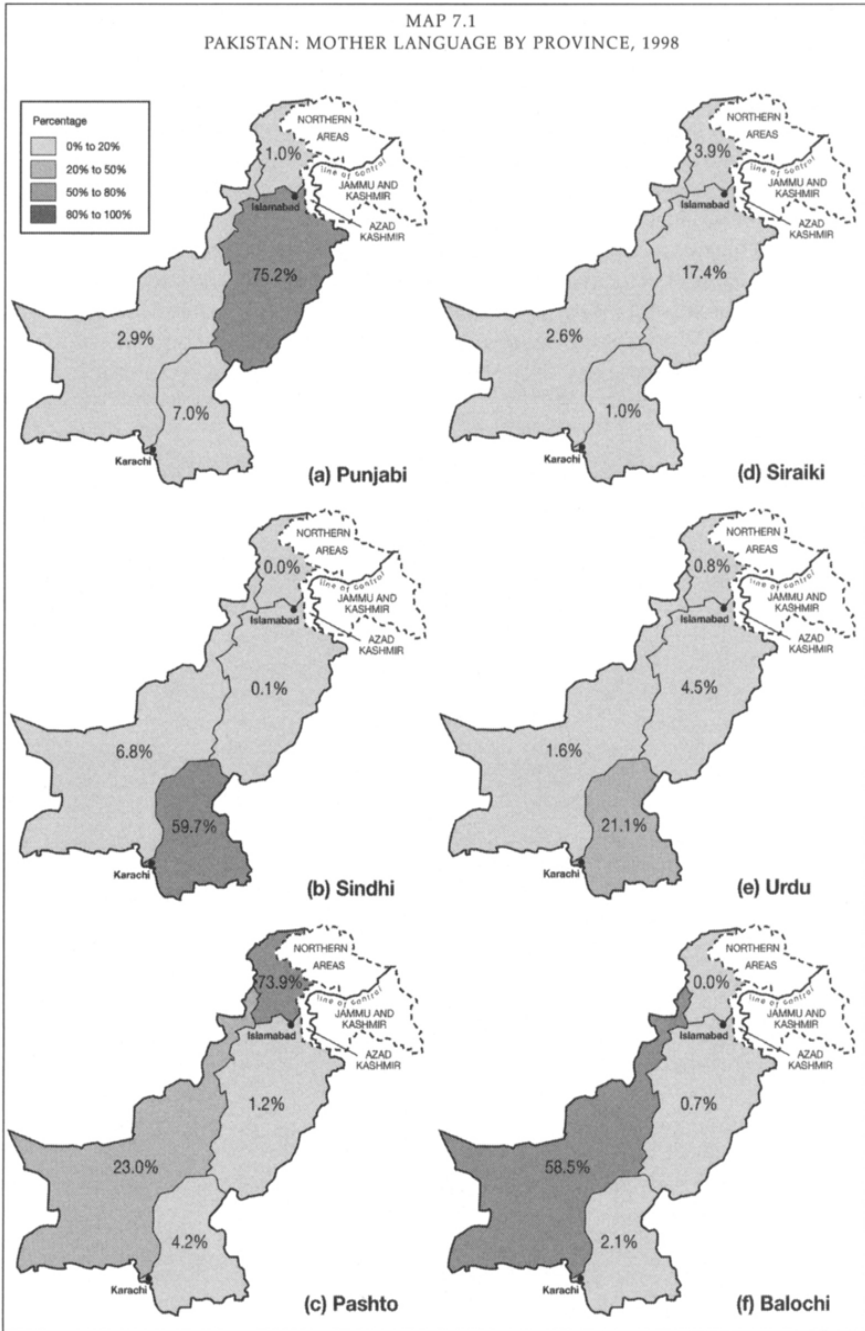 MAP 7.1
PAKISTAN: MOTHER LANGUAGE BY PROVINCE, 1998
Percentage
0% to 20%
20% to 50%
50% to 80%
80% to 100%
NORTHERN
AREAS
1.0%
line of control
JAMMU AND
KASHMIR
Islamabad
AZAD
KASHMIR
75.2%
2.9%
7.0%
Karachi
(a) Punjabi
NORTHERN
AREAS
3.9%
line of control
JAMMU AND
KASHMIR
Islamabad
AZAD
KASHMIR
17.4%
2.6%
1.0%
Karachi
(d) Siraiki
NORTHERN
AREAS
0.0%
line of control
JAMMU AND
KASHMIR
Islamabad
AZAD
KASHMIR
0.1%
6.8%
59.7%
Karachi
(b) Sindhi
NORTHERN
AREAS
0.8%
line of control
JAMMU AND
KASHMIR
Islamabad
AZAD
KASHMIR
4.5%
1.6%
21.1%
Karachi
(e) Urdu
NORTHERN
AREAS
73.9%
line of control
JAMMU AND
KASHMIR
Islamabad
AZAD
KASHMIR
1.2%
23.0%
4.2%
Karachi
(c) Pashto
NORTHERN
AREAS
0.0%
line of control
JAMMU AND
KASHMIR
Islamabad
AZAD
KASHMIR
0.7%
58.5%
2.1%
Karachi
(f) Balochi